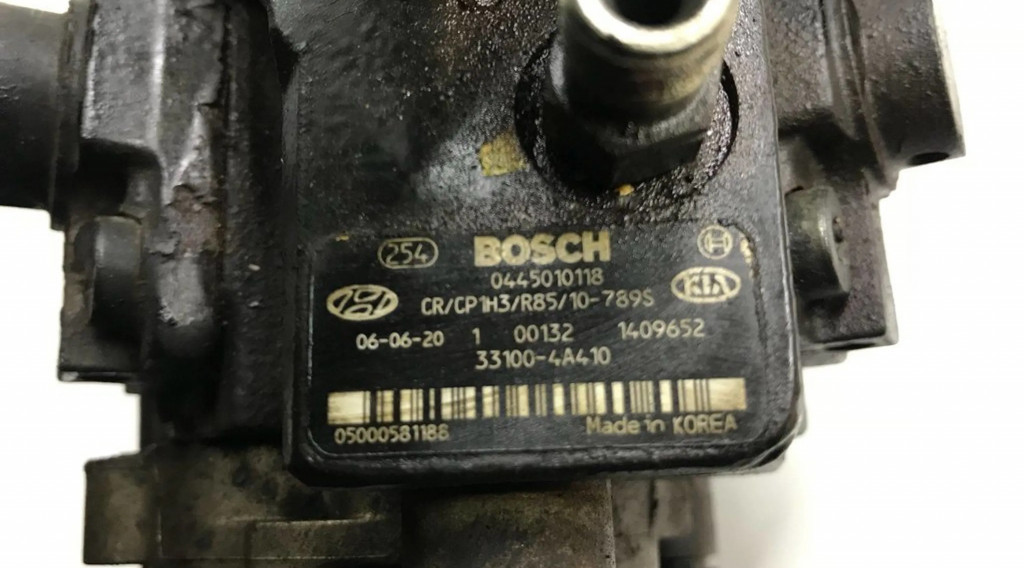 254 BOSCH
0445010118
CR/CP1H3/R85/10-789S KIA
06-06-20 1 00132 1409652
33100-4A410
05000581188 Made in KOREA